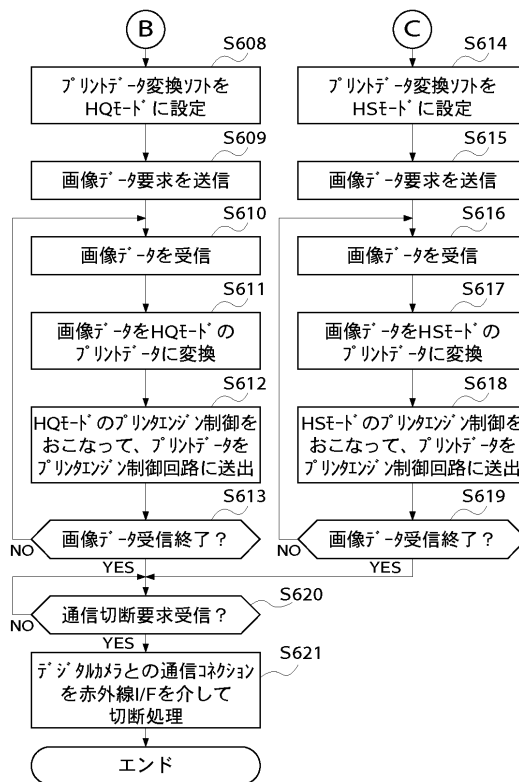 B
S608
プリントデータ変換ソフトを
HQモードに設定
S609
画像データ要求を送信
S610
画像データを受信
S611
画像データをHQモードの
プリントデータに変換
S612
HQモードのプリンタエンジン制御を
おこなって、プリントデータを
プリンタエンジン制御回路に送出
S613
画像データ受信終了？
NO
YES
C
S614
プリントデータ変換ソフトを
HSモードに設定
S615
画像データ要求を送信
S616
画像データを受信
S617
画像データをHSモードの
プリントデータに変換
S618
HSモードのプリンタエンジン制御を
おこなって、プリントデータを
プリンタエンジン制御回路に送出
S619
画像データ受信終了？
NO
YES
S620
通信切断要求受信？
NO
YES
S621
デジタルカメラとの通信コネクション
を赤外線I/Fを介して
切断処理
エンド